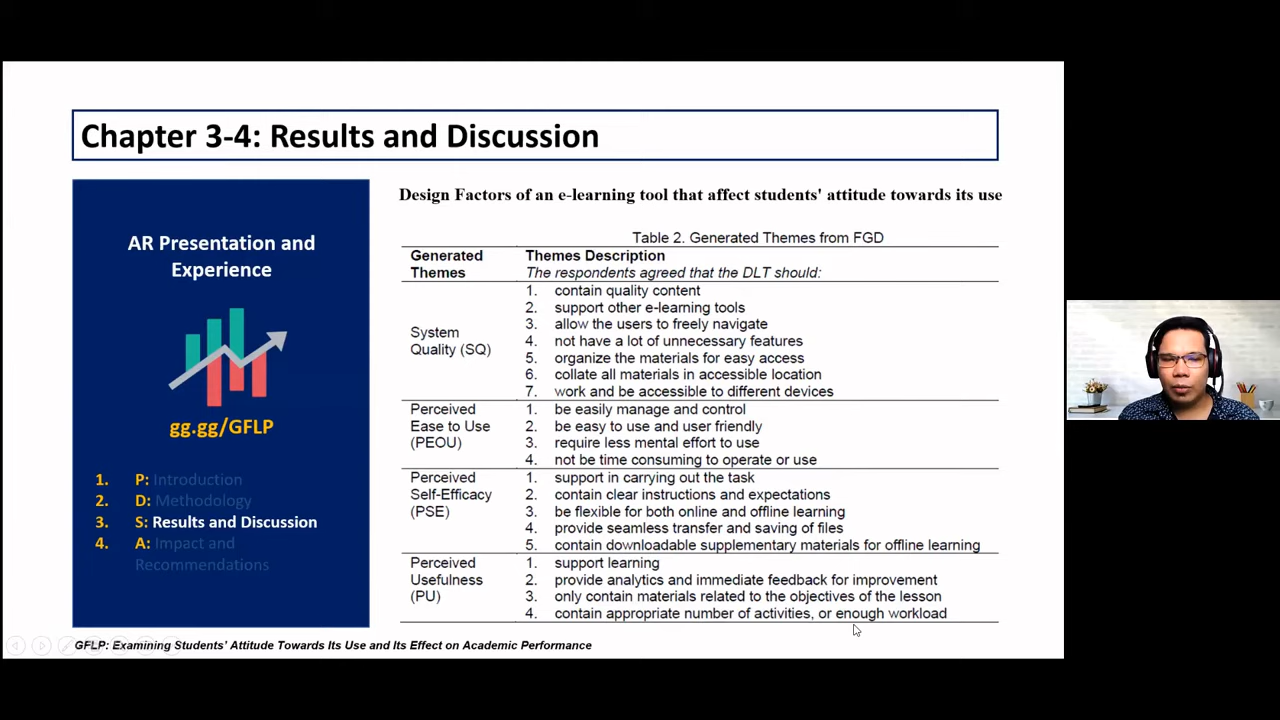 Chapter 3-4: Results and Discussion
AR Presentation and
Experience
gg.gg/GFLP
1. P: Introduction
2. D: Methodology
3. S: Results and Discussion
4. A: Impact and
Recommendations
Design Factors of an e-learning tool that affect students' attitude towards its use
Table 2. Generated Themes from FGD
Generated
Themes
Themes Description
The respondents agreed that the DLT should:
System
Quality (SQ)
1. contain quality content
2. support other e-learning tools
3. allow the users to freely navigate
4. not have a lot of unnecessary features
5. organize the materials for easy access
6. collate all materials in accessible location
7. work and be accessible to different devices
Perceived
Ease to Use
(PEOU)
1. be easily manage and control
2. be easy to use and user friendly
3. require less mental effort to use
4. not be time consuming to operate or use
Perceived
Self-Efficacy
(PSE)
1. support in carrying out the task
2. contain clear instructions and expectations
3. be flexible for both online and offline learning
4. provide seamless transfer and saving of files
5. contain downloadable supplementary materials for offline learning
Perceived
Usefulness
(PU)
1. support learning
2. provide analytics and immediate feedback for improvement
3. only contain materials related to the objectives of the lesson
4. contain appropriate number of activities, or enough workload
GFLP: Examining Students' Attitude Towards Its Use and Its Effect on Academic Performance